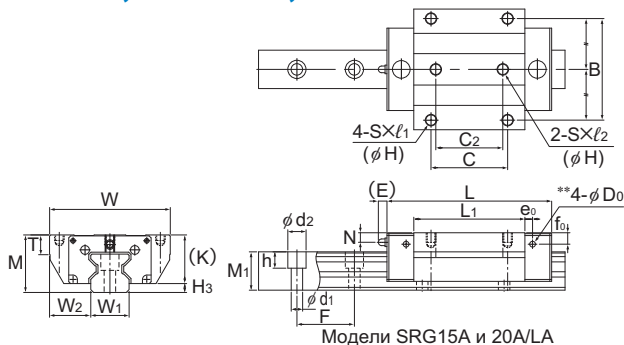 B
4-S×ℓ1
(φH)
C2
C
2-S×ℓ2
(φH)
W
T
M
(K)
H3
W2
W1
(E)
L
L1
**4-φD0
e0
f0
φd2
N
h
M1
φd1
F
Модели SRG15A и 20A/LA